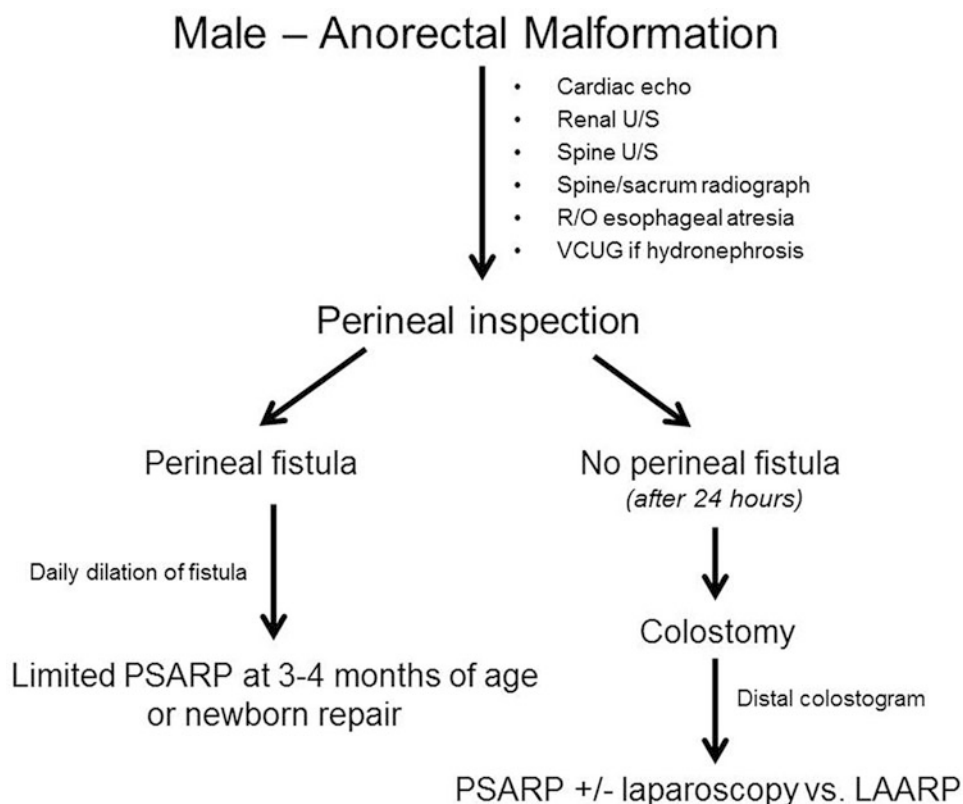 Male – Anorectal Malformation
• Cardiac echo
• Renal U/S
• Spine U/S
• Spine/sacrum radiograph
• R/O esophageal atresia
• VCUG if hydronephrosis
Perineal inspection
Perineal fistula
No perineal fistula
(after 24 hours)
Daily dilation of fistula
Colostomy
Limited PSARP at 3-4 months of age
or newborn repair
Distal colostogram
PSARP +/- laparoscopy vs. LAARP